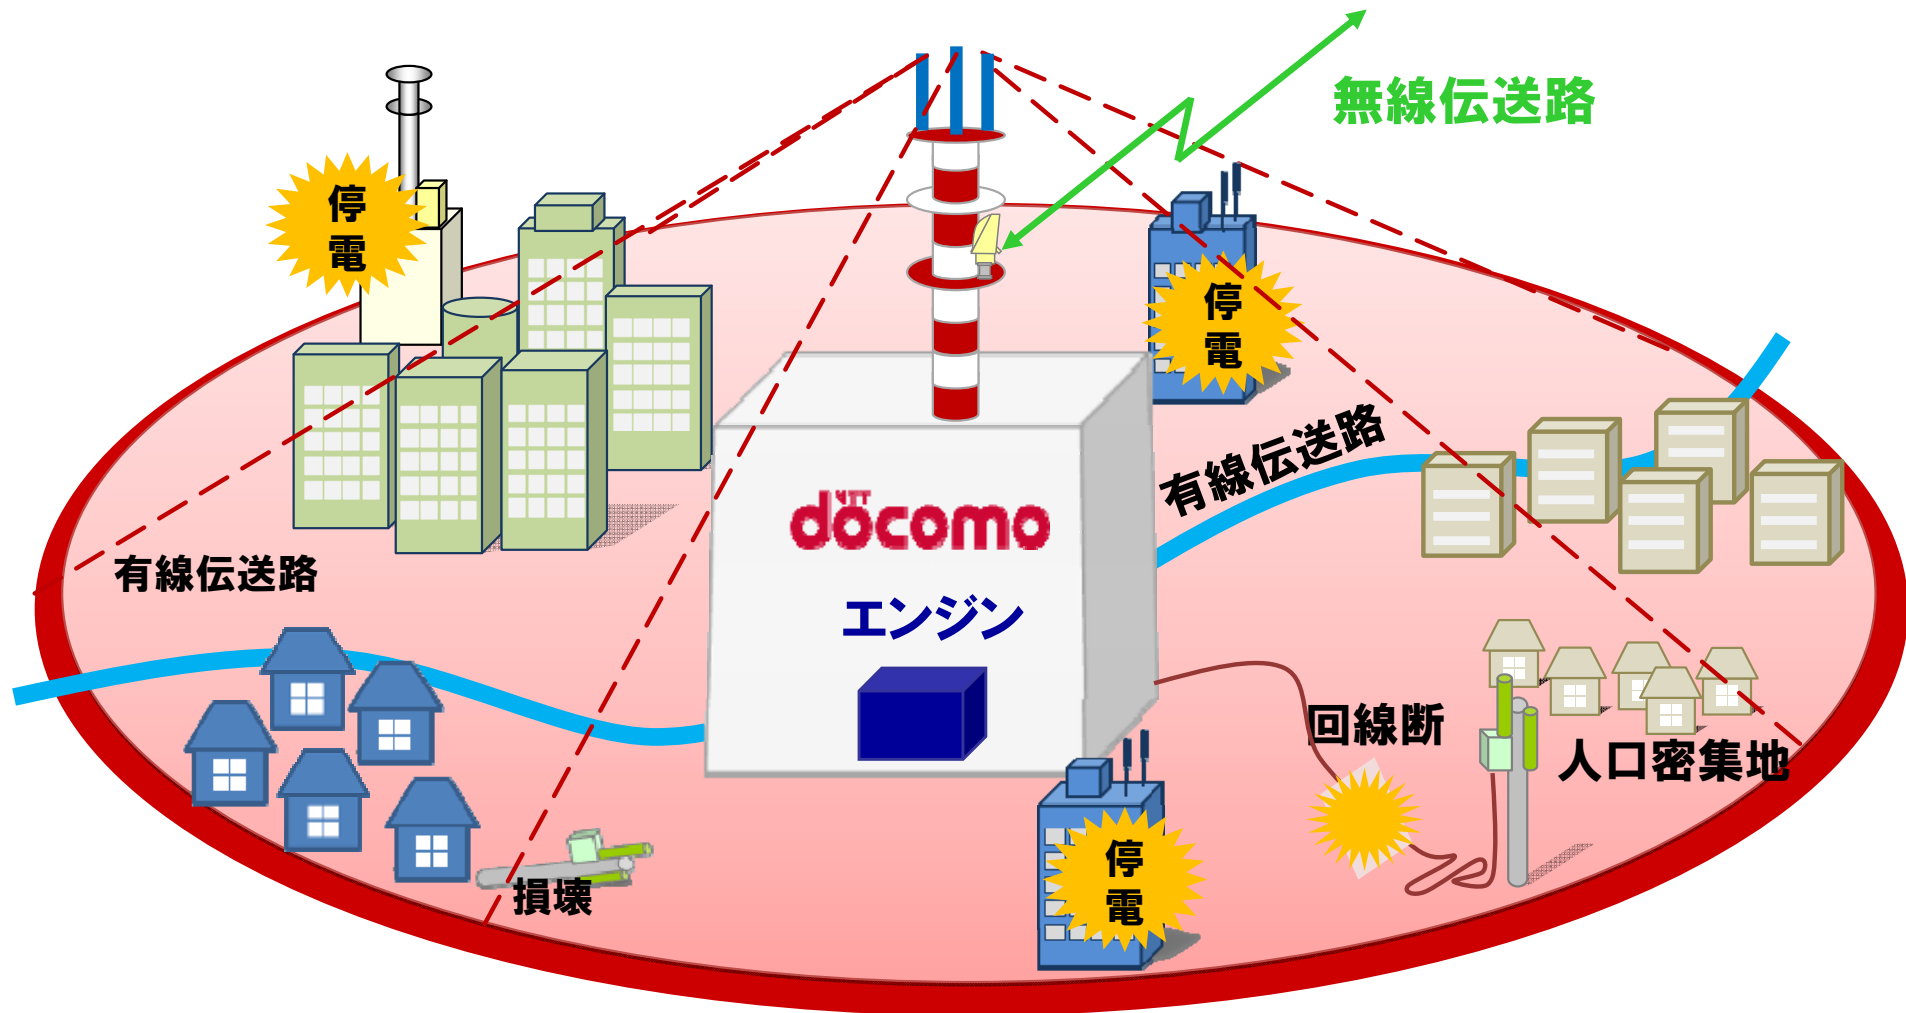 無線伝送路
停
電
停
電
有線伝送路
NTT
docomo
有線伝送路
エンジン
回線断
人口密集地
停
電
損壊